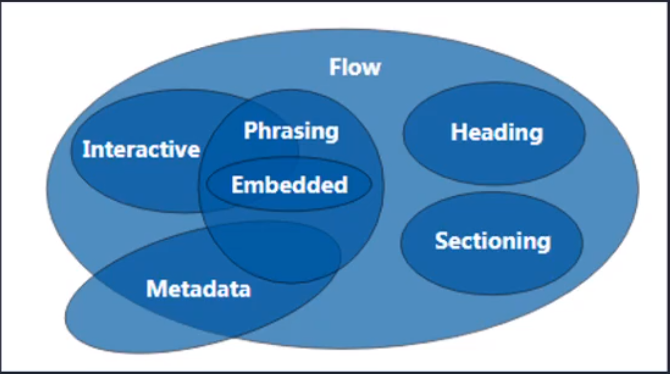 Flow
Phrasing
Heading
Interactive
Embedded
Sectioning
Metadata